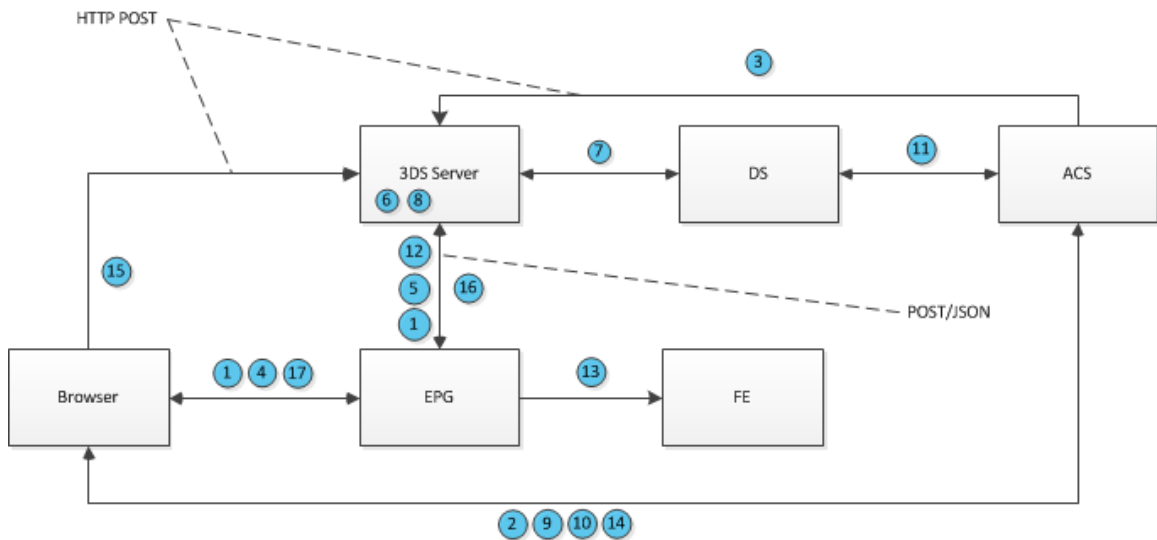 HTTP POST
3
7
11
3DS Server
DS
ACS
6 8
12
15
5
16
1
POST/JSON
1 4 17
13
Browser
EPG
FE
2 9 10 14